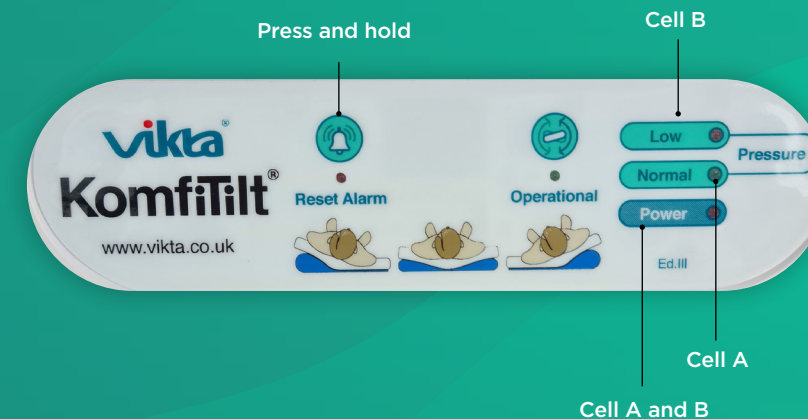 Press and hold
Cell B
vikta®
KomfiTilt®
www.vikta.co.uk
Reset Alarm
Operational
Low
Normal
Pressure
Power
Ed.III
Cell A
Cell A and B